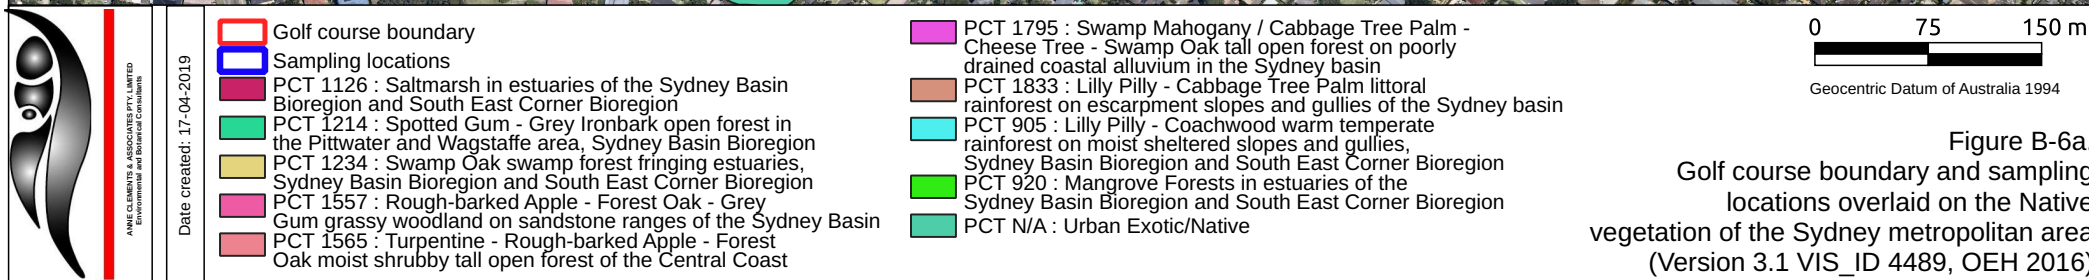 ANNE CLEMENTS & ASSOCIATES PTY. LIMITED
Environmental and Botanical Consultants
Date created: 17-04-2019
Golf course boundary
Sampling locations
PCT 1126 : Saltmarsh in estuaries of the Sydney Basin
Bioregion and South East Corner Bioregion
PCT 1214 : Spotted Gum - Grey Ironbark open forest in
the Pittwater and Wagstaffe area, Sydney Basin Bioregion
PCT 1234 : Swamp Oak swamp forest fringing estuaries,
Sydney Basin Bioregion and South East Corner Bioregion
PCT 1557 : Rough-barked Apple - Forest Oak - Grey
Gum grassy woodland on sandstone ranges of the Sydney Basin
PCT 1565 : Turpentine - Rough-barked Apple - Forest
Oak moist shrubby tall open forest of the Central Coast
PCT 1795 : Swamp Mahogany / Cabbage Tree Palm -
Cheese Tree - Swamp Oak tall open forest on poorly
drained coastal alluvium in the Sydney basin
PCT 1833 : Lilly Pilly - Cabbage Tree Palm littoral
rainforest on escarpment slopes and gullies of the Sydney basin
PCT 905 : Lilly Pilly - Coachwood warm temperate
rainforest on moist sheltered slopes and gullies,
Sydney Basin Bioregion and South East Corner Bioregion
PCT 920 : Mangrove Forests in estuaries of the
Sydney Basin Bioregion and South East Corner Bioregion
PCT N/A : Urban Exotic/Native
0 75 150 m
Geocentric Datum of Australia 1994
Figure B-6a.
Golf course boundary and sampling
locations overlaid on the Native
vegetation of the Sydney metropolitan area
(Version 3.1 VIS_ID 4489, OEH 2016)